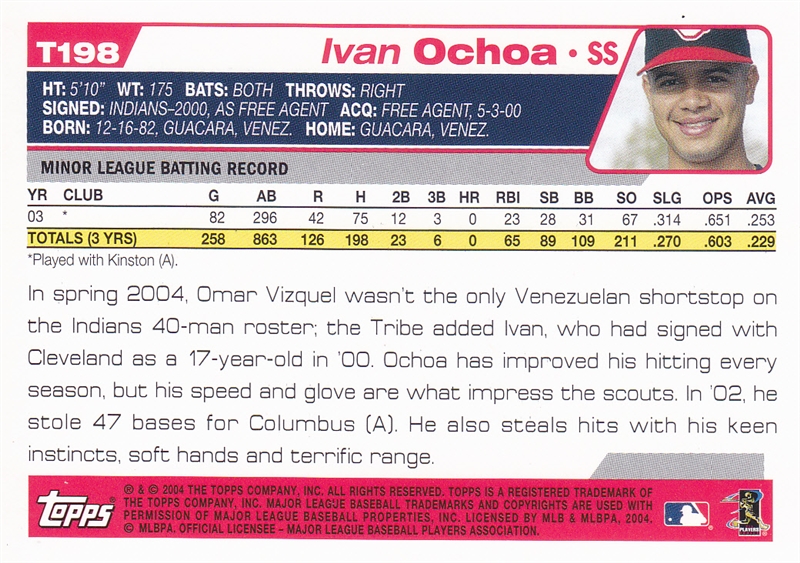 T198 Ivan Ochoa • SS
HT: 5'10" WT: 175 BATS: BOTH THROWS: RIGHT
SIGNED: INDIANS–2000, AS FREE AGENT ACQ: FREE AGENT, 5-3-00
BORN: 12-16-82, GUACARA, VENEZ. HOME: GUACARA, VENEZ.
MINOR LEAGUE BATTING RECORD
YR CLUB G AB R H 2B 3B HR RBI SB BB SO SLG OPS AVG
03 * 82 296 42 75 12 3 0 23 28 31 67 .314 .651 .253
TOTALS (3 YRS) 258 863 126 198 23 6 0 65 89 109 211 .270 .603 .229
*Played with Kinston (A).
In spring 2004, Omar Vizquel wasn't the only Venezuelan shortstop on
the Indians 40-man roster; the Tribe added Ivan, who had signed with
Cleveland as a 17-year-old in '00. Ochoa has improved his hitting every
season, but his speed and glove are what impress the scouts. In '02, he
stole 47 bases for Columbus (A). He also steals hits with his keen
instincts, soft hands and terrific range.
Topps
® & © 2004 THE TOPPS COMPANY, INC. ALL RIGHTS RESERVED. TOPPS IS A REGISTERED TRADEMARK OF
THE TOPPS COMPANY, INC. MAJOR LEAGUE BASEBALL TRADEMARKS AND COPYRIGHTS ARE USED WITH
PERMISSION OF MAJOR LEAGUE BASEBALL PROPERTIES, INC. LICENSED BY MLB & MLBPA, 2004.
© MLBPA. OFFICIAL LICENSEE – MAJOR LEAGUE BASEBALL PLAYERS ASSOCIATION.